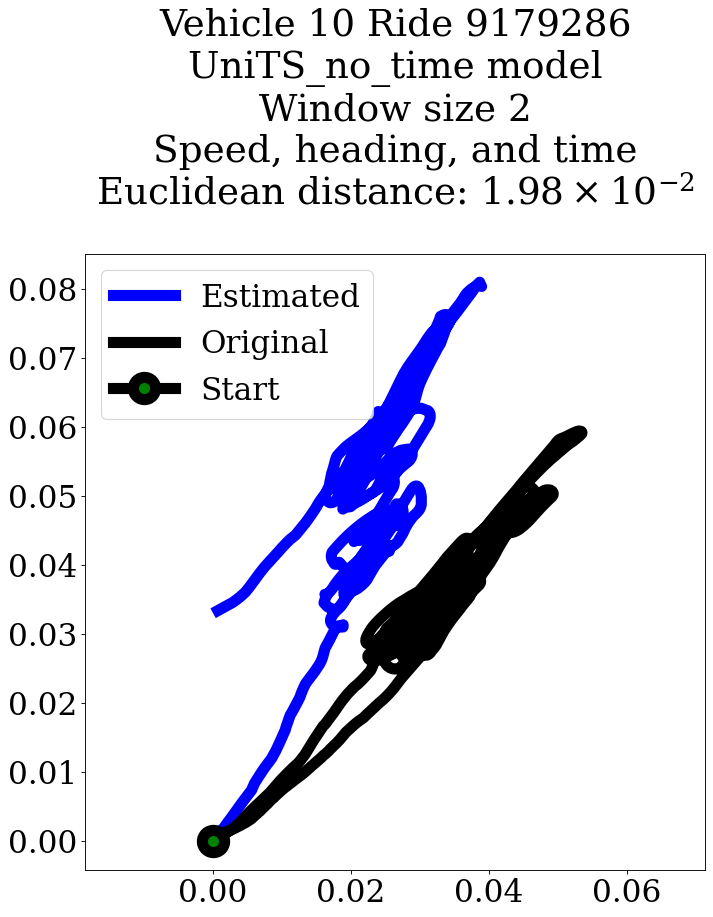 Vehicle 10 Ride 9179286
UniTS_no_time model
Window size 2
Speed, heading, and time
Euclidean distance: 1.98 × 10⁻²
Estimated
Original
Start
0.08
0.07
0.06
0.05
0.04
0.03
0.02
0.01
0.00
0.00 0.02 0.04 0.06